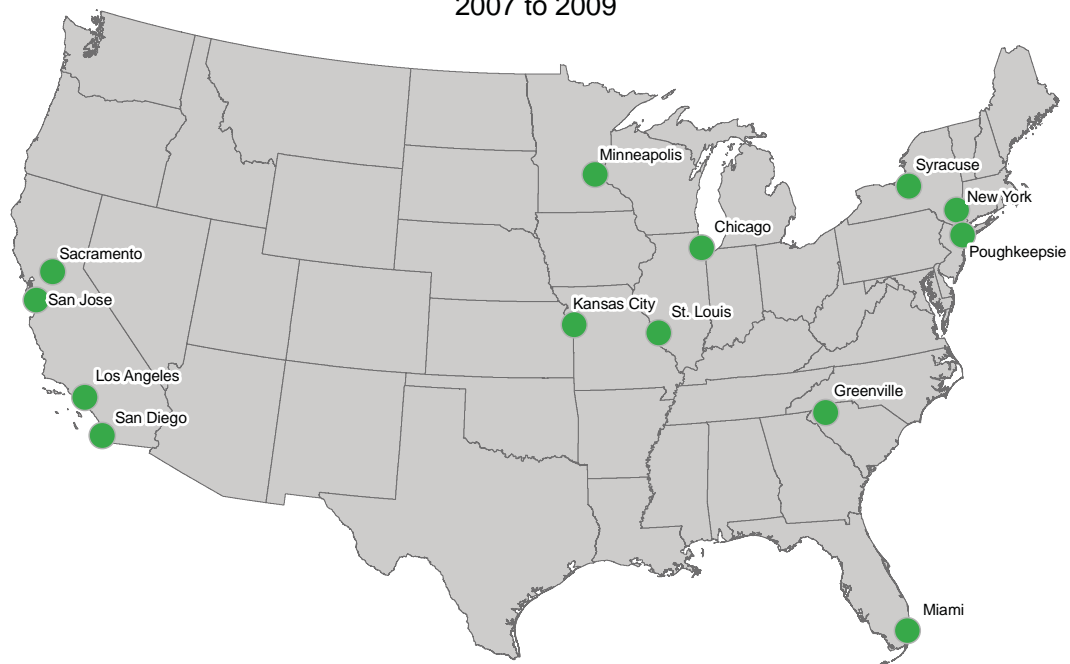 2007 to 2009
Minneapolis
Syracuse
New York
Chicago
Poughkeepsie
Sacramento
San Jose
Kansas City
St. Louis
Los Angeles
Greenville
San Diego
Miami